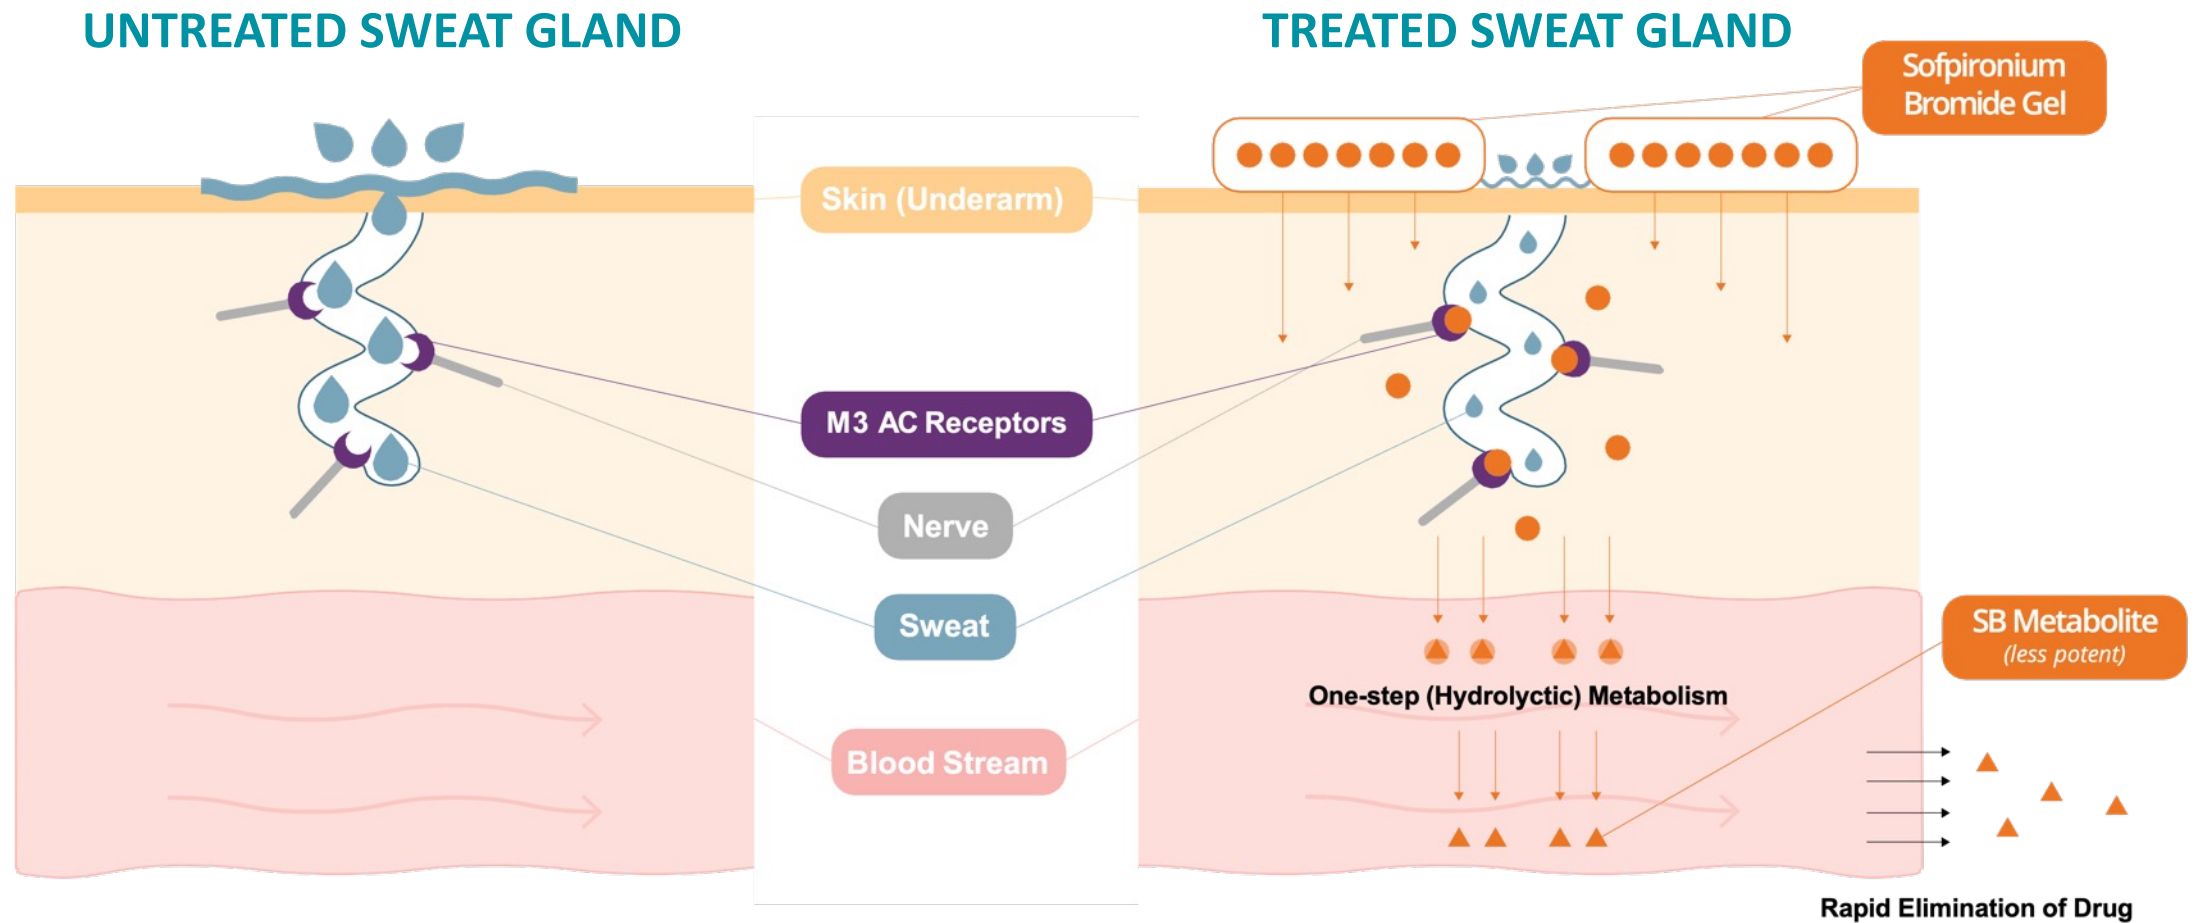 UNTREATED SWEAT GLAND
TREATED SWEAT GLAND
Sofpironium
Bromide Gel
Skin (Underarm)
M3 AC Receptors
Nerve
Sweat
SB Metabolite
(less potent)
One-step (Hydrolyctic) Metabolism
Blood Stream
Rapid Elimination of Drug